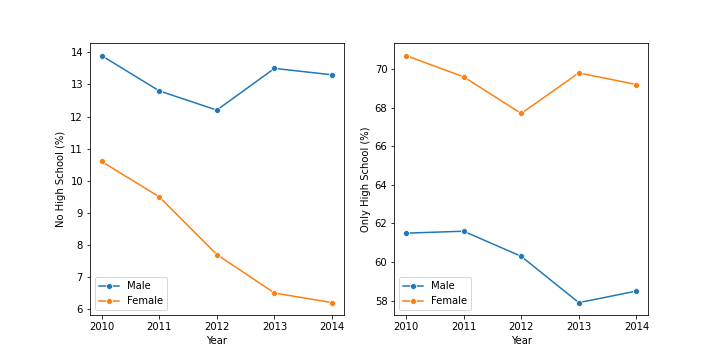 14
13
12
11
10
9
8
7
6
No High School (%)
Male
Female
2010 2011 2012 2013 2014
Year
70
68
66
64
62
60
58
Only High School (%)
Male
Female
2010 2011 2012 2013 2014
Year